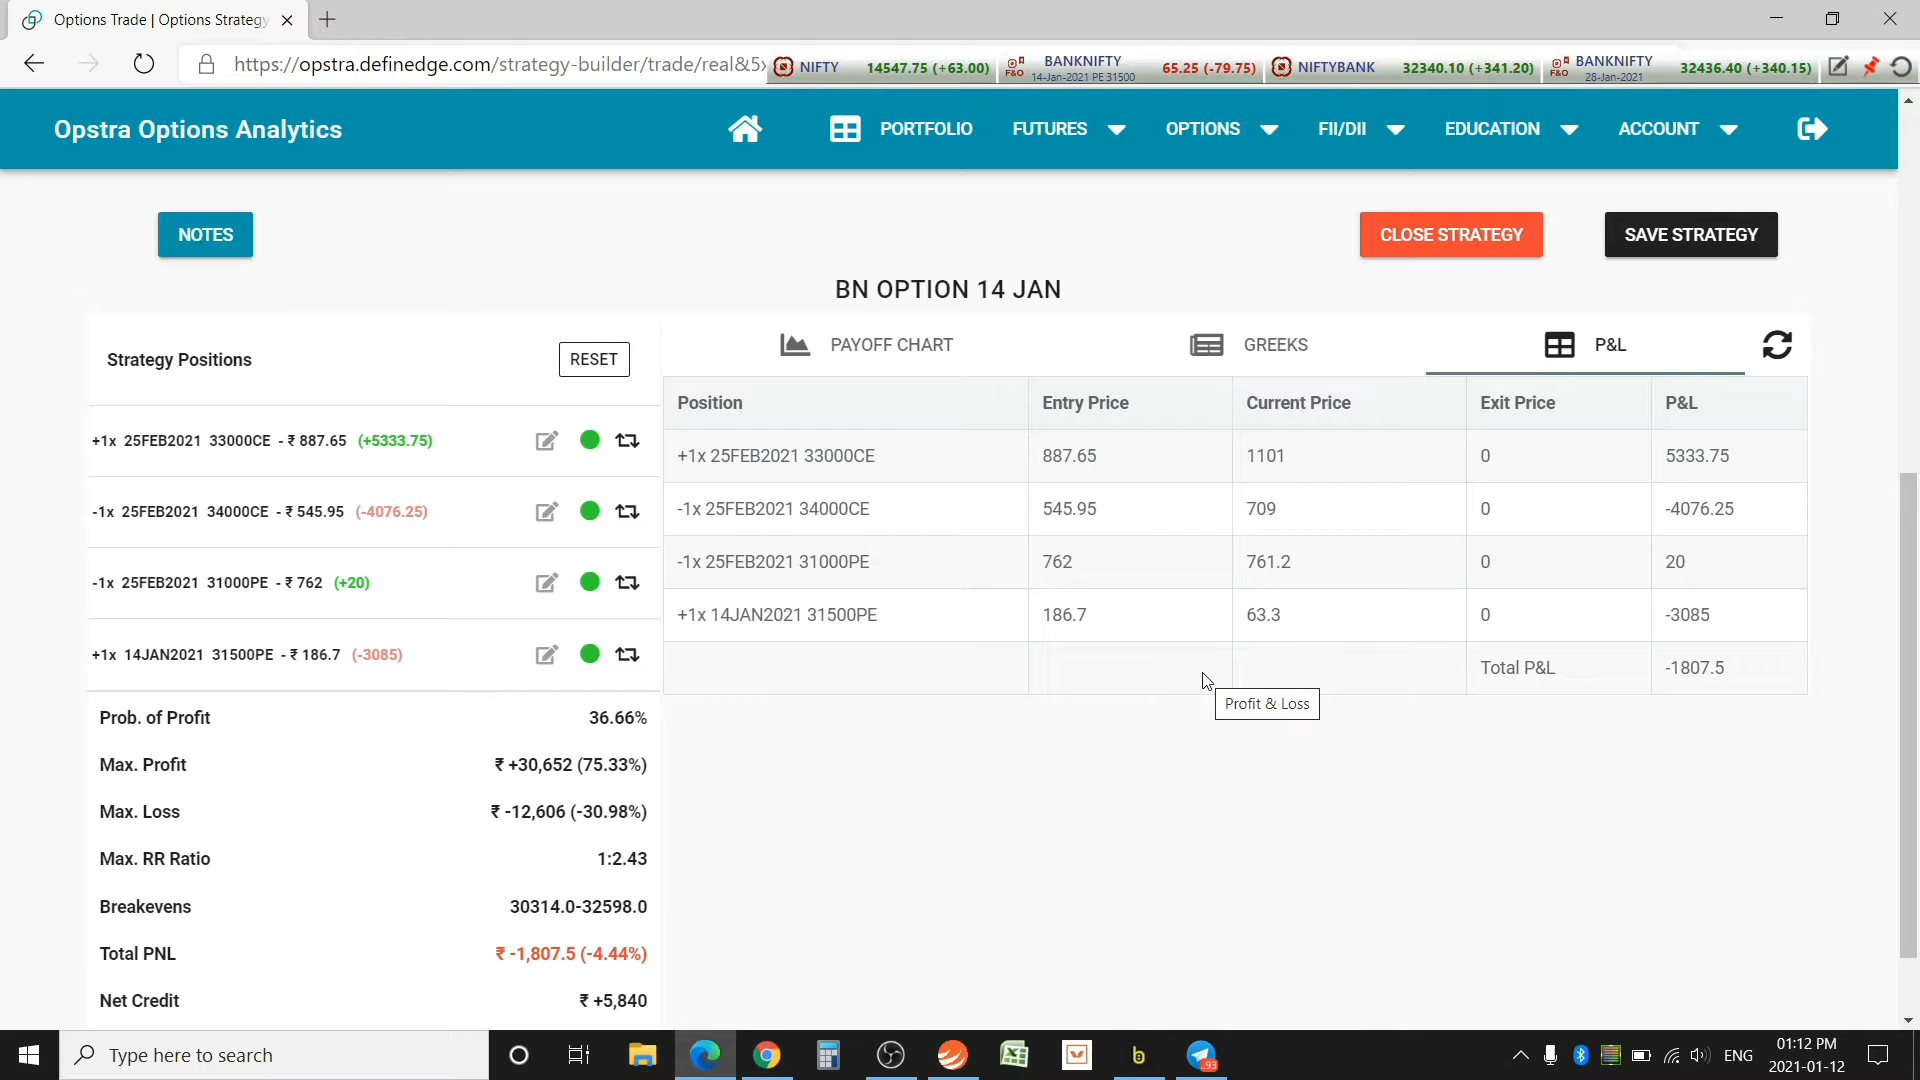 Options Trade | Options Strategy
https://opstra.definedge.com/strategy-builder/trade/real&5
NIFTY 14547.75 (+63.00)
F&O BANKNIFTY 14-Jan-2021 PE 31500 65.25 (-79.75)
NIFTYBANK 32340.10 (+341.20)
F&O BANKNIFTY 28-Jan-2021 32436.40 (+340.15)
Opstra Options Analytics
PORTFOLIO FUTURES OPTIONS FII/DII EDUCATION ACCOUNT
NOTES CLOSE STRATEGY SAVE STRATEGY
BN OPTION 14 JAN
Strategy Positions RESET
+1x 25FEB2021 33000CE - ₹ 887.65 (+5333.75)
-1x 25FEB2021 34000CE - ₹ 545.95 (-4076.25)
-1x 25FEB2021 31000PE - ₹ 762 (+20)
+1x 14JAN2021 31500PE - ₹ 186.7 (-3085)
Prob. of Profit 36.66%
Max. Profit ₹ +30,652 (75.33%)
Max. Loss ₹ -12,606 (-30.98%)
Max. RR Ratio 1:2.43
Breakevens 30314.0-32598.0
Total PNL ₹ -1,807.5 (-4.44%)
Net Credit ₹ +5,840
PAYOFF CHART GREEKS P&L
Position Entry Price Current Price Exit Price P&L
+1x 25FEB2021 33000CE 887.65 1101 0 5333.75
-1x 25FEB2021 34000CE 545.95 709 0 -4076.25
-1x 25FEB2021 31000PE 762 761.2 0 20
+1x 14JAN2021 31500PE 186.7 63.3 0 -3085
Total P&L -1807.5
Profit & Loss
Type here to search
b
93
ENG
01:12 PM
2021-01-12